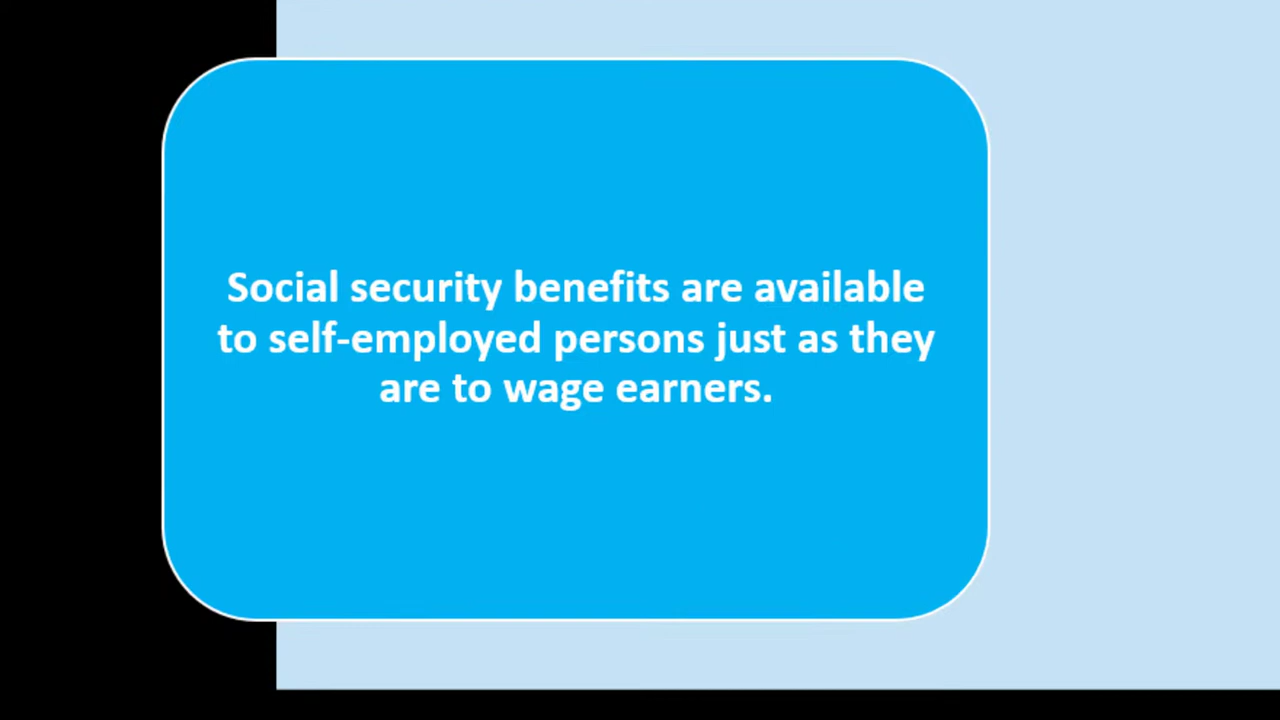 Social security benefits are available
to self-employed persons just as they
are to wage earners.